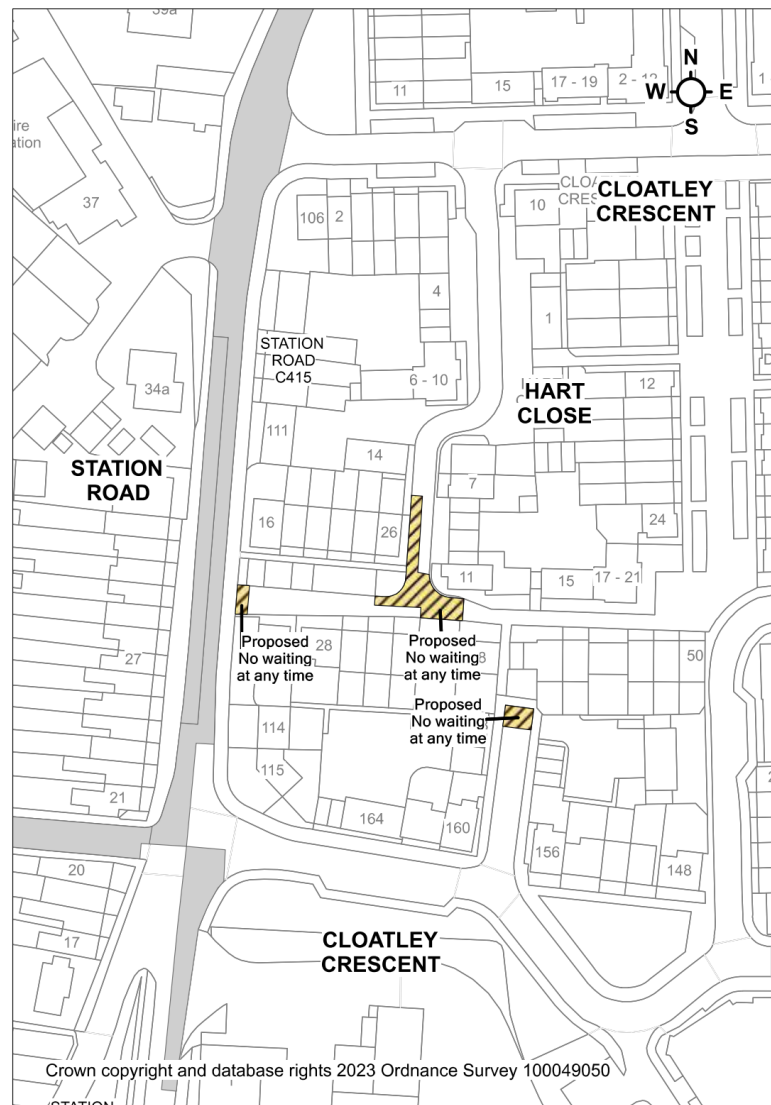 39a
11
15
17 - 19
2 - 12
1
N
W
E
S
ire
ation
37
106
2
10
CLOATLEY
CRESCENT
4
1
STATION
ROAD
C415
6 - 10
34a
HART
CLOSE
12
111
14
STATION
ROAD
7
16
26
24
11
15
17 - 21
Proposed
No waiting
at any time
28
Proposed
No waiting
at any time
8
50
27
Proposed
No waiting
at any time
114
115
21
164
160
156
148
2
20
17
CLOATLEY
CRESCENT
Crown copyright and database rights 2023 Ordnance Survey 100049050
STATION